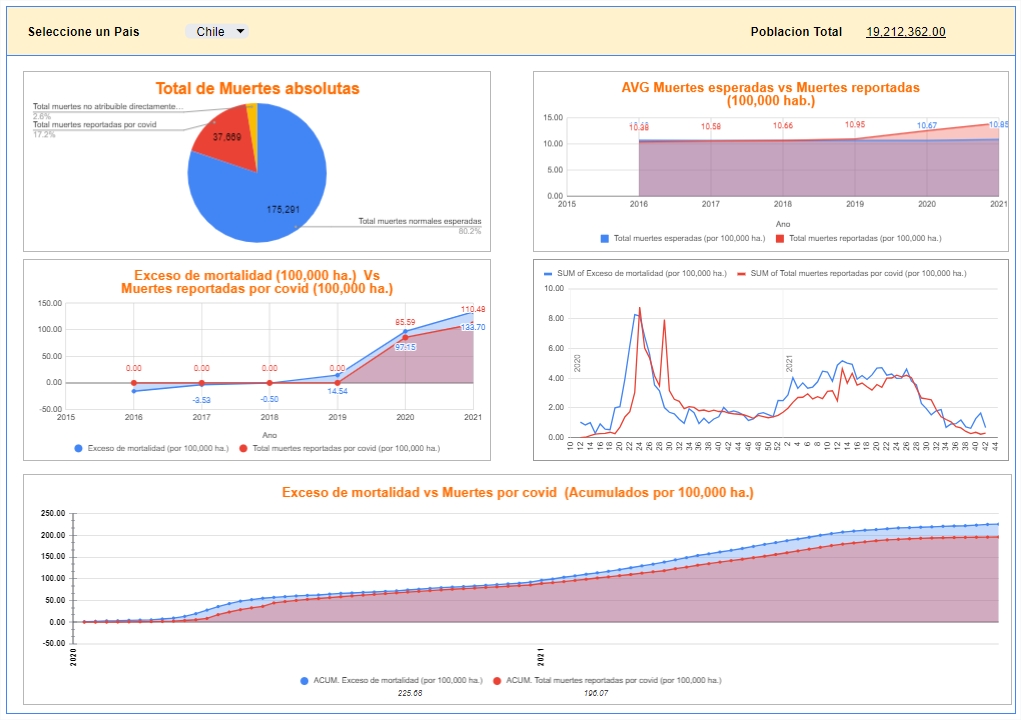 Seleccione un Pais
Chile
Poblacion Total
19,212,362.00
Total de Muertes absolutas
Total muertes no atribuible directamente...
2.6%
Total muertes reportadas por covid
17.2%
37,669
175,291
Total muertes normales esperadas
80.2%
AVG Muertes esperadas vs Muertes reportadas
(100,000 hab.)
15.00
10.00
5.00
0.00
10.38
10.58
10.66
10.95
10.67
10.85
2015 2016 2017 2018 2019 2020 2021
Ano
Total muertes esperadas (por 100,000 ha.)
Total muertes reportadas (por 100,000 ha.)
Exceso de mortalidad (100,000 ha.) Vs
Muertes reportadas por covid (100,000 ha.)
150.00
100.00
50.00
0.00
-50.00
0.00 0.00 0.00 0.00 85.59 110.48
-3.53 -0.50 14.54 97.15 133.70
2015 2016 2017 2018 2019 2020 2021
Ano
Exceso de mortalidad (por 100,000 ha.)
Total muertes reportadas por covid (por 100,000 ha.)
SUM of Exceso de mortalidad (por 100,000 ha.)
SUM of Total muertes reportadas por covid (por 100,000 ha.)
10.00
8.00
6.00
4.00
2.00
0.00
2020
2021
10 12 14 16 18 20 22 24 26 28 30 32 34 36 38 40 42 44 46 48 50 52 2 4 6 8 10 12 14 16 18 20 22 24 26 28 30 32 34 36 38 40 42 44
Exceso de mortalidad vs Muertes por covid (Acumulados por 100,000 ha.)
250.00
200.00
150.00
100.00
50.00
0.00
-50.00
2020
2021
ACUM. Exceso de mortalidad (por 100,000 ha.)
ACUM. Total muertes reportadas por covid (por 100,000 ha.)
225.68
196.07